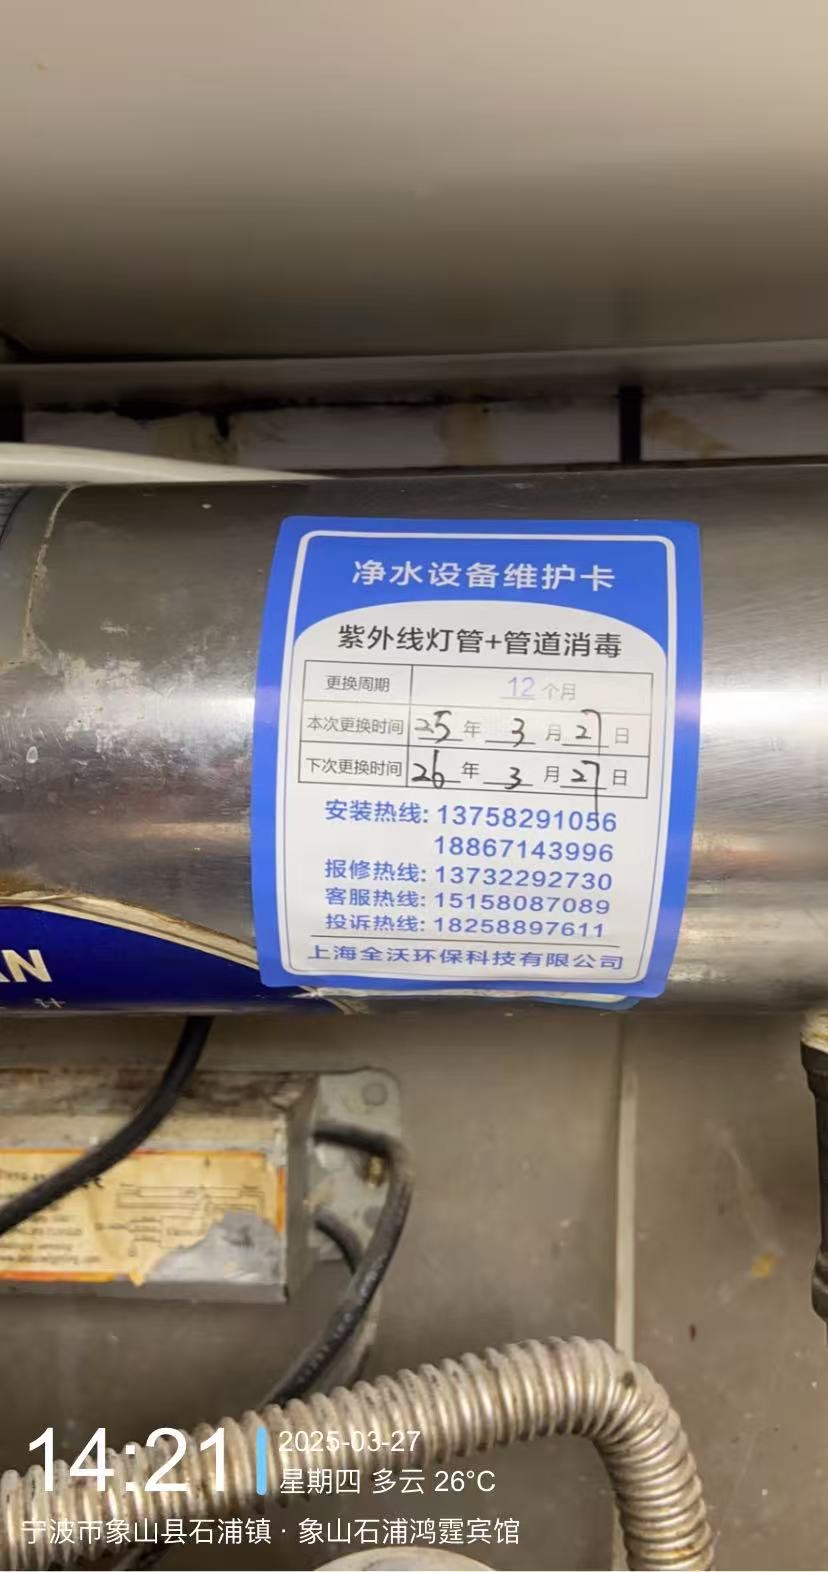 净水设备维护卡
紫外线灯管+管道消毒
更换周期 12个月
本次更换时间 25年3月27日
下次更换时间 26年3月27日
安装热线: 13758291056
18867143996
报修热线: 13732292730
客服热线: 15158087089
投诉热线: 18258897611
上海全沃环保科技有限公司
AN
计
14:21
2025-03-27
星期四 多云 26°C
宁波市象山县石浦镇 · 象山石浦鸿霆宾馆